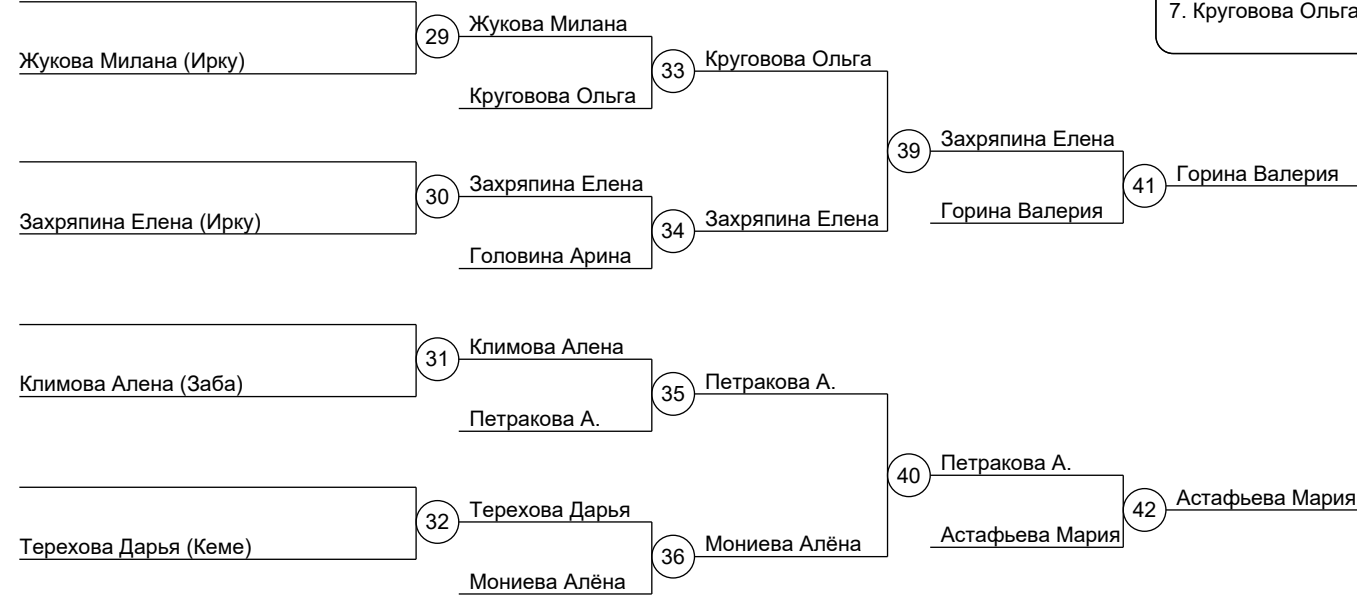 7. Круговова Ольга
29 Жукова Милана
Жукова Милана (Ирку)
33 Круговова Ольга
Круговова Ольга
39 Захряпина Елена
30 Захряпина Елена
Захряпина Елена (Ирку)
34 Захряпина Елена
Головина Арина
41 Горина Валерия
Горина Валерия
31 Климова Алена
Климова Алена (Заба)
35 Петракова А.
Петракова А.
40 Петракова А.
32 Терехова Дарья
Терехова Дарья (Кеме)
36 Мониева Алёна
Мониева Алёна
42 Астафьева Мария
Астафьева Мария